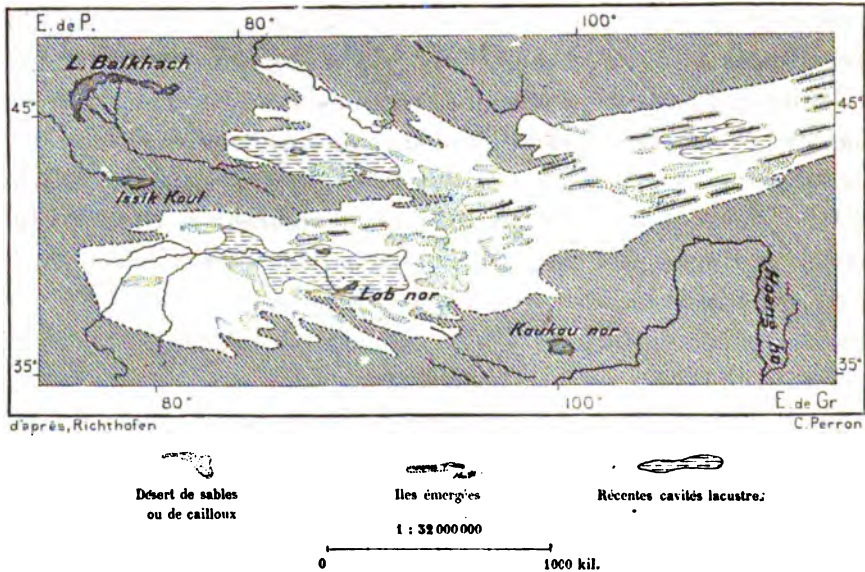 E. de P. 80° 100°
L. Balkhach
45° 45°
Issik Koul
Lob nor
Koukou nor
Hoang ho
35° 35°
80° 100° E. de Gr
d'après, Richthofen C. Perron
Désert de sables Iles émergées Récentes cavités lacustres
ou de cailloux
1 : 32 000 000
0 1000 kil.